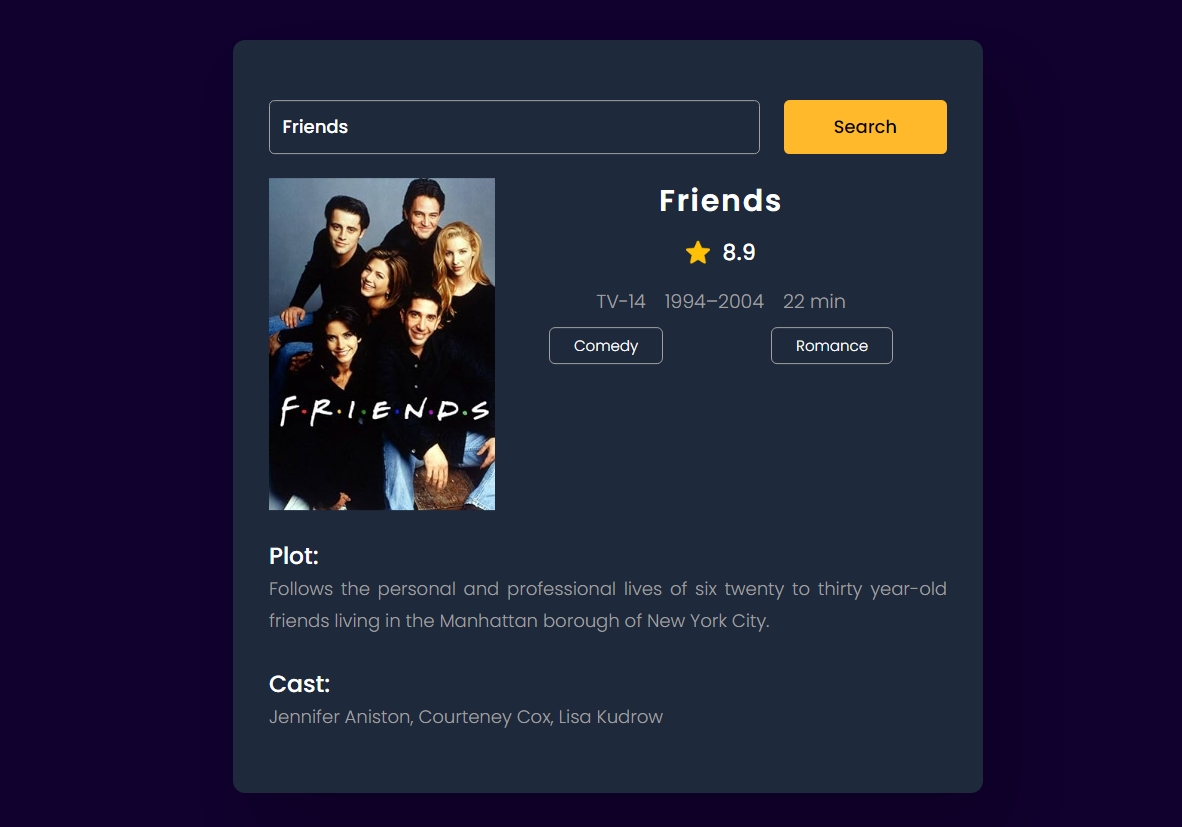 Friends
Search
Friends
8.9
TV-14 1994–2004 22 min
Comedy
Romance
F·R·I·E·N·D·S
Plot:
Follows the personal and professional lives of six twenty to thirty year-old
friends living in the Manhattan borough of New York City.
Cast:
Jennifer Aniston, Courteney Cox, Lisa Kudrow